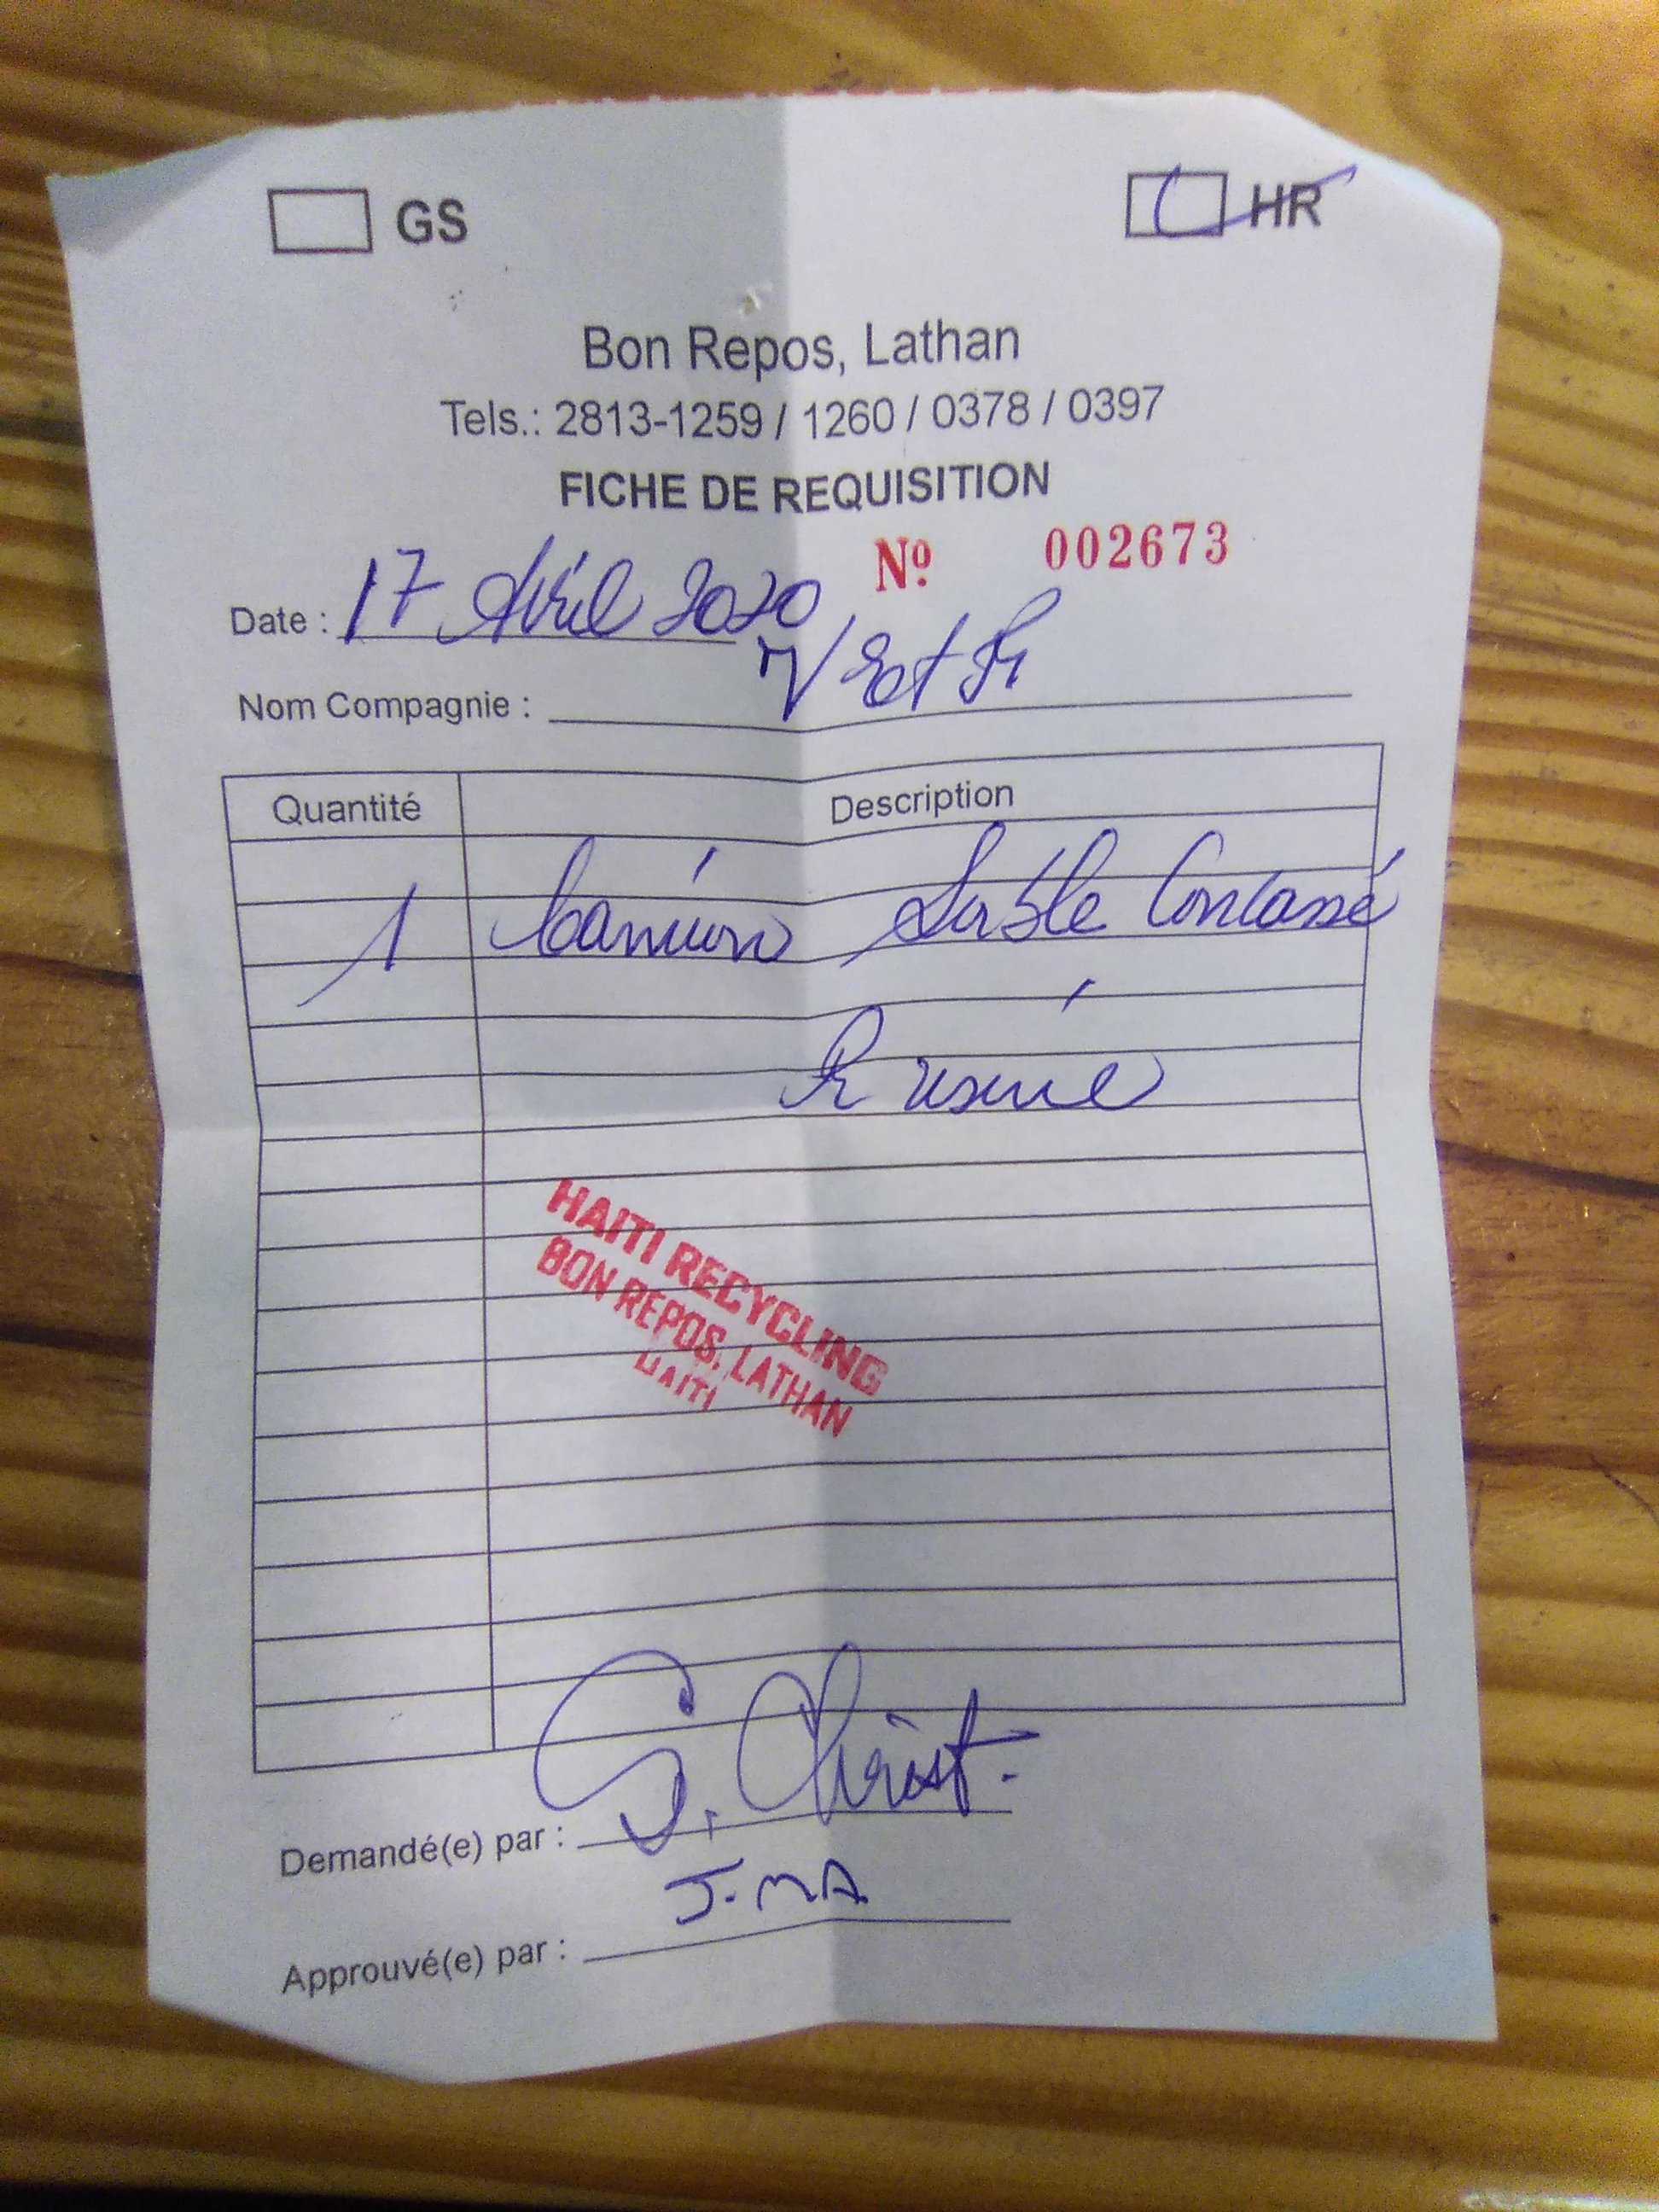 GS HR
Bon Repos, Lathan
Tels.: 2813-1259 / 1260 / 0378 / 0397
FICHE DE REQUISITION
Nº 002673
Date : 17 Avril 2020
Nom Compagnie :
Quantité Description
1 Camion Sable Concassé
HAITI RECYCLING
BON REPOS, LATHAN
HAITI
Demandé(e) par : S. Christ.
J. MA
Approuvé(e) par :